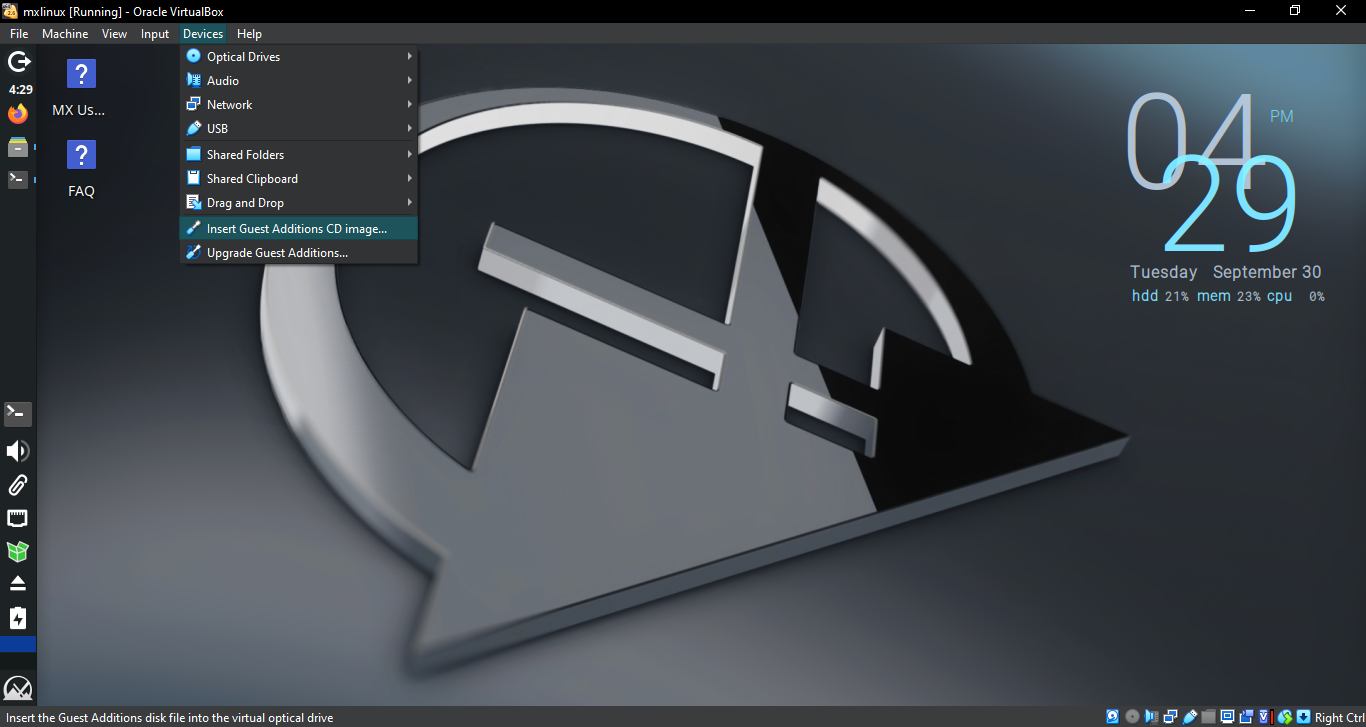 mxlinux [Running] - Oracle VirtualBox
File Machine View Input Devices Help
4:29
MX Us...
FAQ
Optical Drives
Audio
Network
USB
Shared Folders
Shared Clipboard
Drag and Drop
Insert Guest Additions CD image...
Upgrade Guest Additions...
04 PM
29
Tuesday September 30
hdd 21% mem 23% cpu 0%
Insert the Guest Additions disk file into the virtual optical drive
Right Ctrl